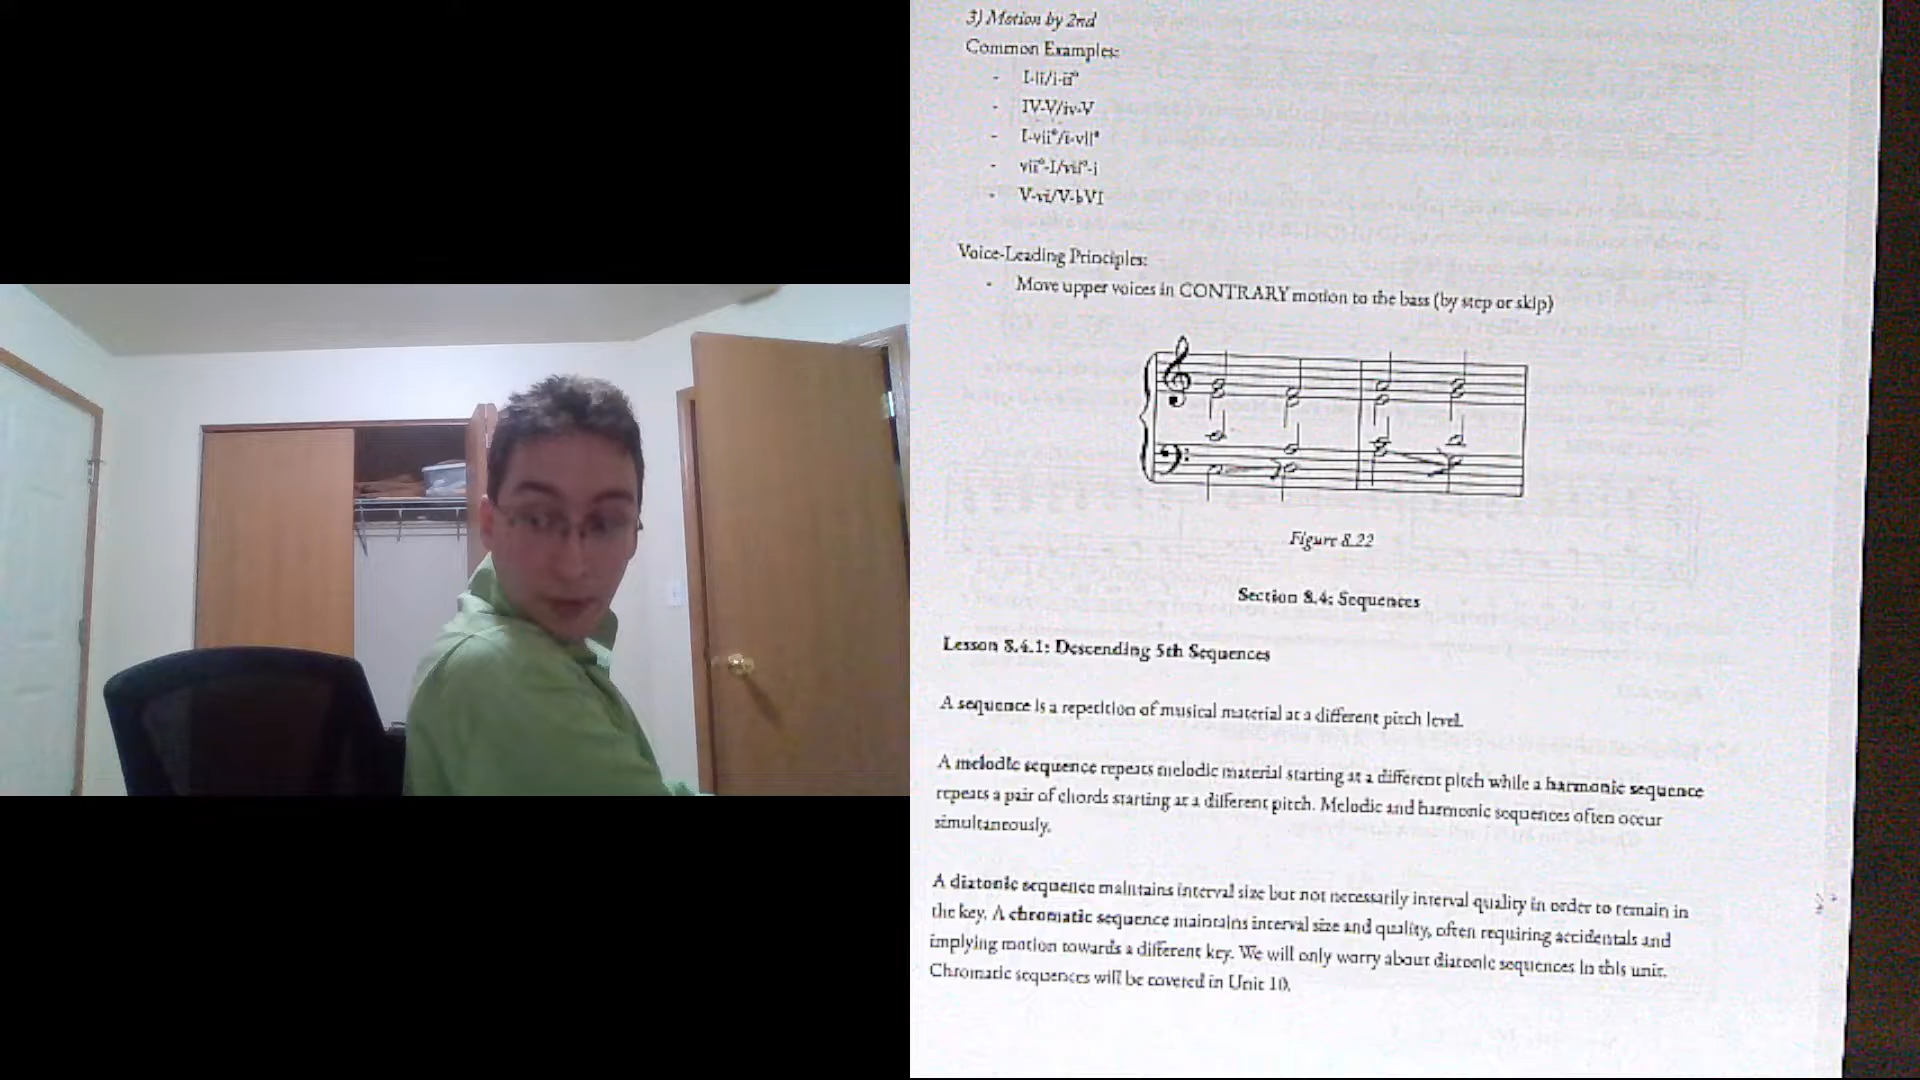 3) Motion by 2nd
Common Examples:
- I-ii/i-ii°
- IV-V/iv-V
- I-vii°/i-vii°
- vii°-I/vii°-i
- V-vi/V-bVI
Voice-Leading Principles:
- Move upper voices in CONTRARY motion to the bass (by step or skip)
Figure 8.22
Section 8.4: Sequences
Lesson 8.4.1: Descending 5th Sequences
A sequence is a repetition of musical material at a different pitch level.
A melodic sequence repeats melodic material starting at a different pitch while a harmonic sequence
repeats a pair of chords starting at a different pitch. Melodic and harmonic sequences often occur
simultaneously.
A diatonic sequence maintains interval size but not necessarily interval quality in order to remain in
the key. A chromatic sequence maintains interval size and quality, often requiring accidentals and
implying motion towards a different key. We will only worry about diatonic sequences in this unit.
Chromatic sequences will be covered in Unit 10.